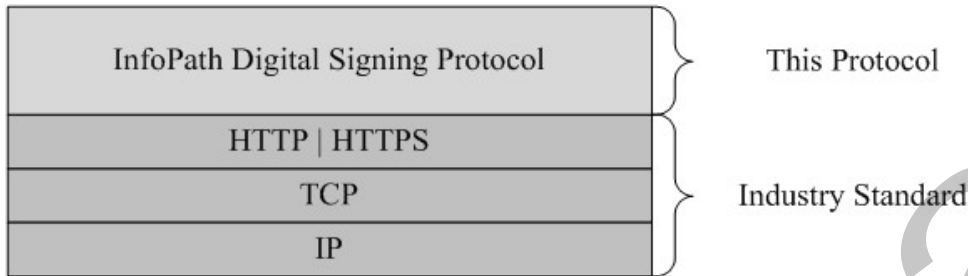 InfoPath Digital Signing Protocol
This Protocol
HTTP | HTTPS
TCP
Industry Standard
IP